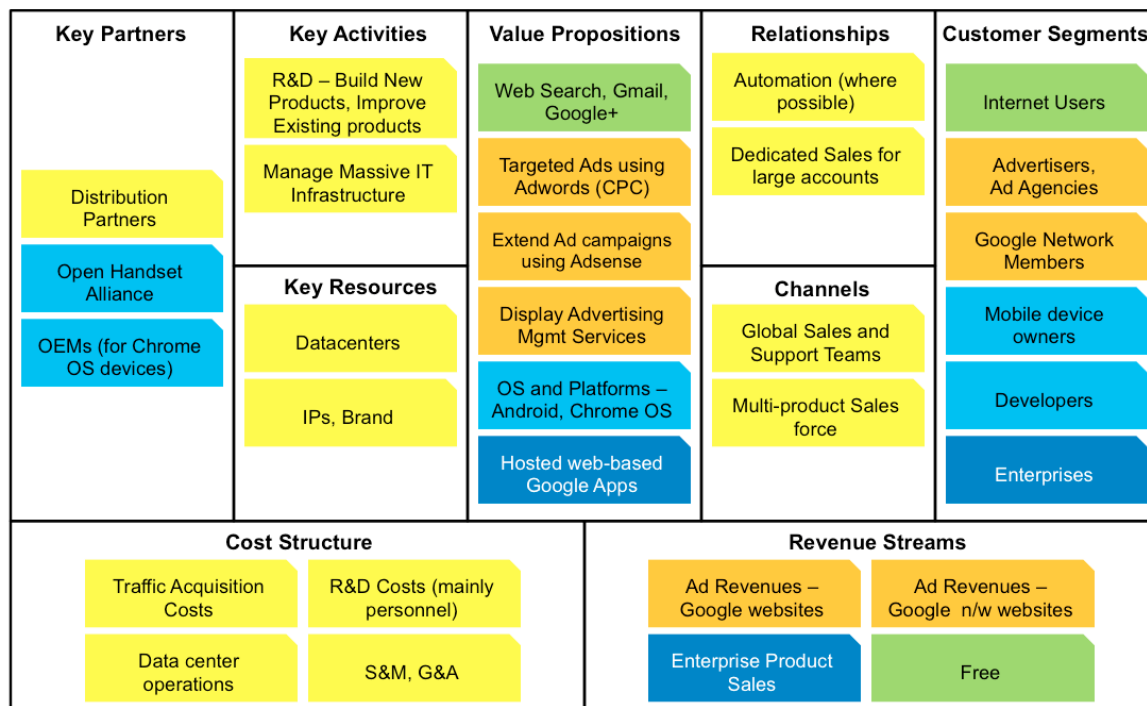 Key Partners
Distribution
Partners
Open Handset
Alliance
OEMs (for Chrome
OS devices)
Key Activities
R&D – Build New
Products, Improve
Existing products
Manage Massive IT
Infrastructure
Key Resources
Datacenters
IPs, Brand
Value Propositions
Web Search, Gmail,
Google+
Targeted Ads using
Adwords (CPC)
Extend Ad campaigns
using Adsense
Display Advertising
Mgmt Services
OS and Platforms –
Android, Chrome OS
Hosted web-based
Google Apps
Relationships
Automation (where
possible)
Dedicated Sales for
large accounts
Channels
Global Sales and
Support Teams
Multi-product Sales
force
Customer Segments
Internet Users
Advertisers,
Ad Agencies
Google Network
Members
Mobile device
owners
Developers
Enterprises
Cost Structure
Traffic Acquisition
Costs
R&D Costs (mainly
personnel)
Data center
operations
S&M, G&A
Revenue Streams
Ad Revenues –
Google websites
Ad Revenues –
Google n/w websites
Enterprise Product
Sales
Free